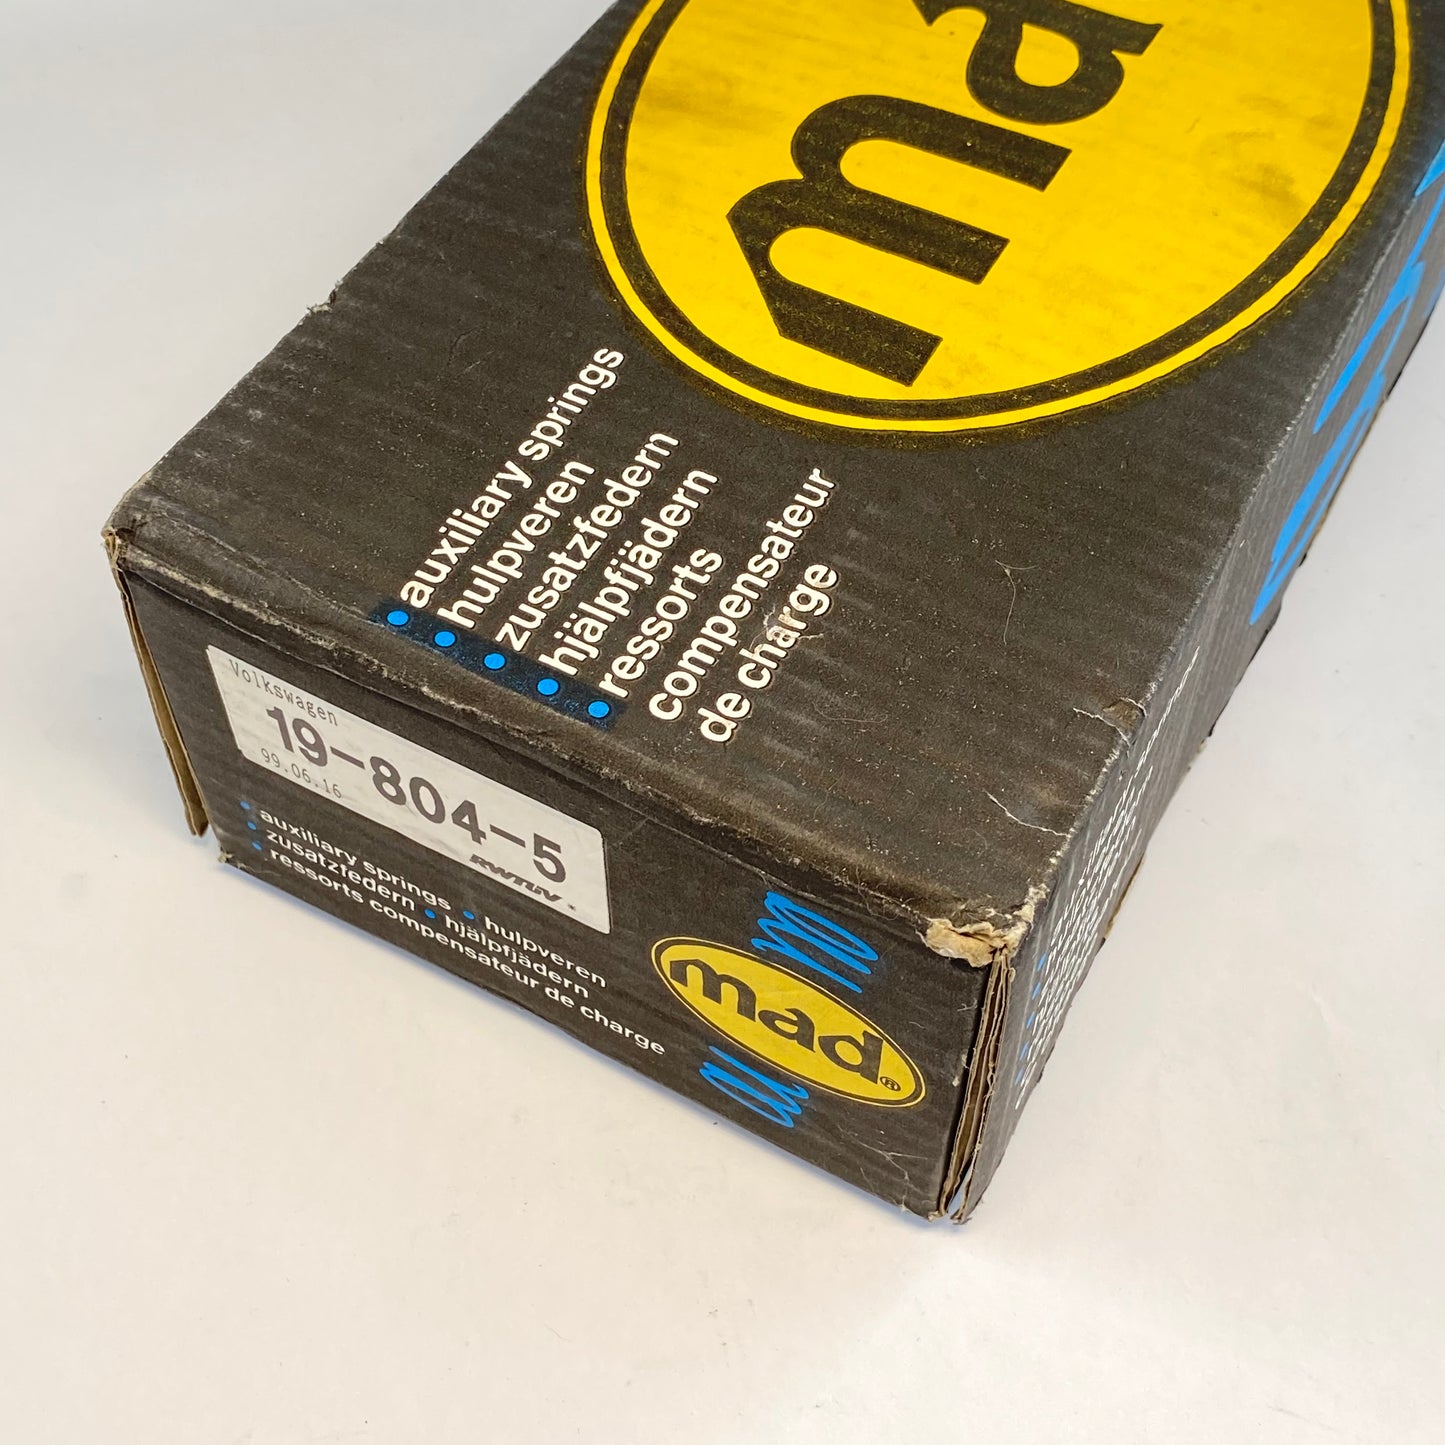 mad
auxiliary springs
hulpveren
zusatzfedern
hjälpfjädern
ressorts
compensateur
de charge
Volkswagen
19-804-5
99.06.16
RWTÜV
auxiliary springs • hulpveren
zusatzfedern • hjälpfjädern
ressorts compensateur de charge
mad®